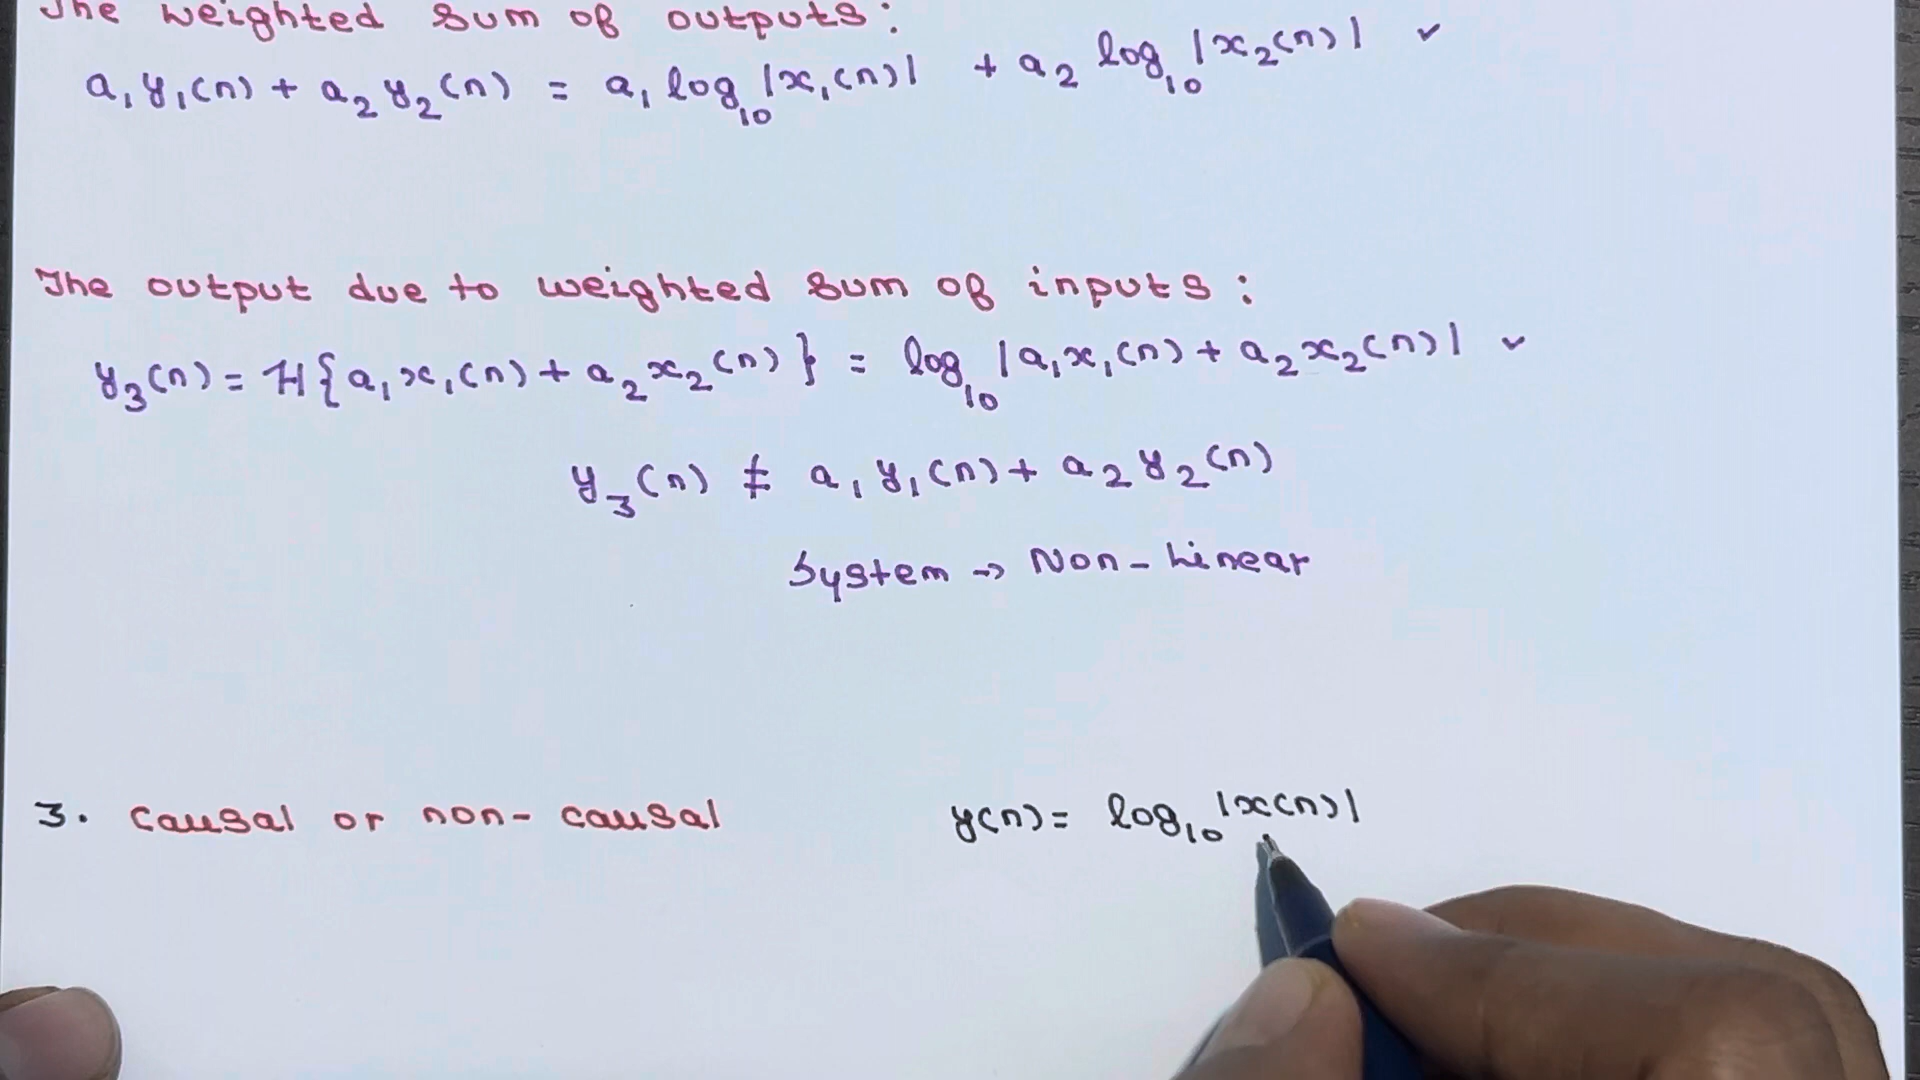 The weighted sum of outputs:
a₁y₁(n) + a₂y₂(n) = a₁ log₁₀|x₁(n)| + a₂ log₁₀|x₂(n)| ✓
The output due to weighted sum of inputs:
y₃(n) = H{a₁x₁(n) + a₂x₂(n)} = log₁₀|a₁x₁(n) + a₂x₂(n)| ✓
y₃(n) ≠ a₁y₁(n) + a₂y₂(n)
System → Non-Linear
3. Causal or non-causal y(n) = log₁₀|x(n)|